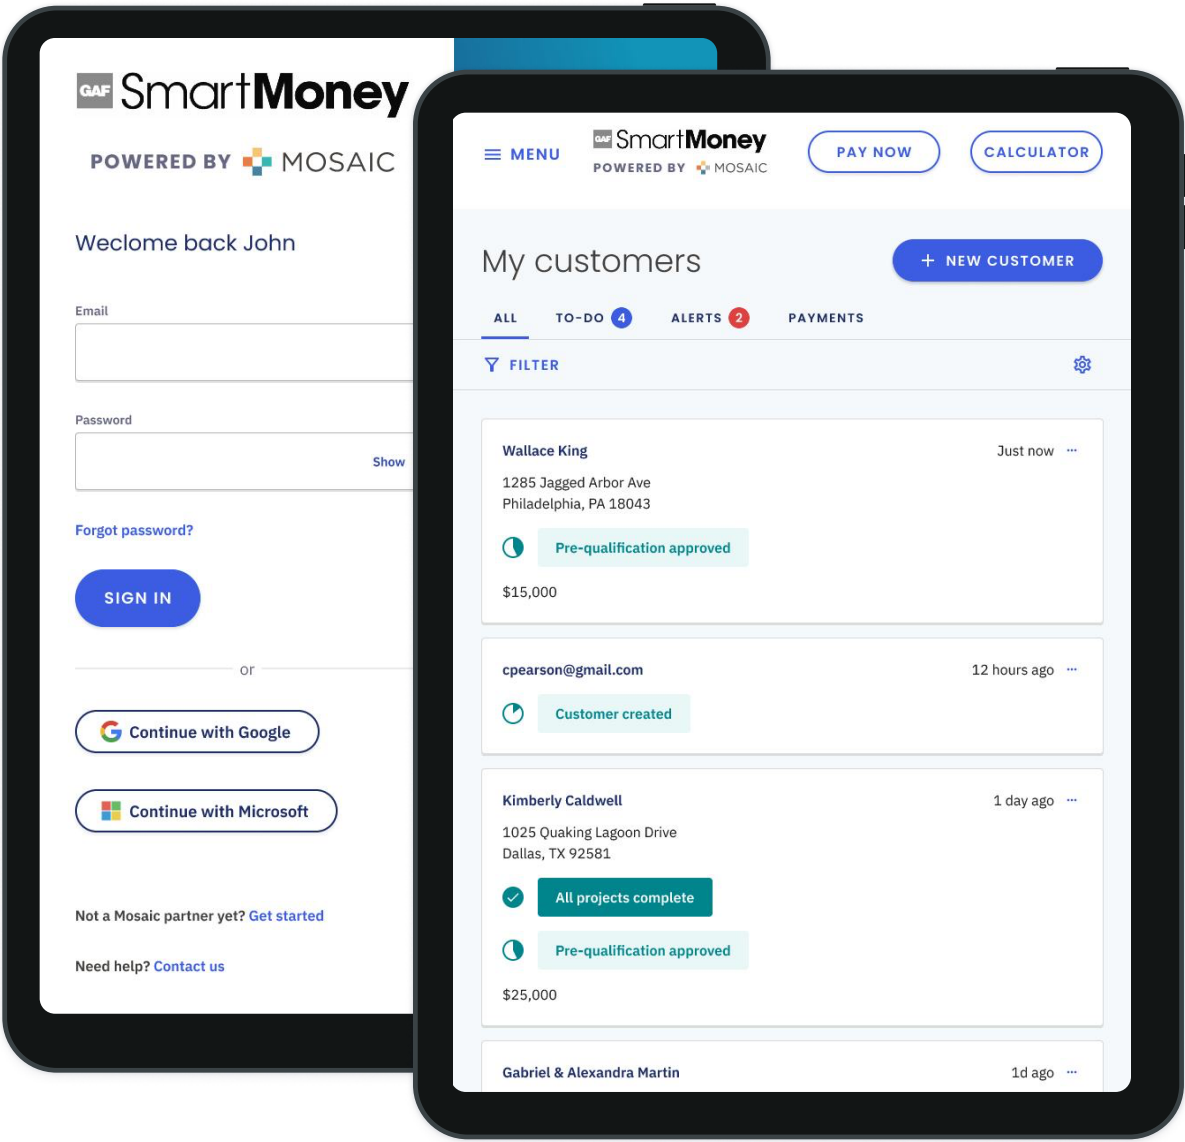 GAF SmartMoney
POWERED BY MOSAIC
Weclome back John
Email
Password
Show
Forgot password?
SIGN IN
or
Continue with Google
Continue with Microsoft
Not a Mosaic partner yet? Get started
Need help? Contact us
MENU
GAF SmartMoney
POWERED BY MOSAIC
PAY NOW
CALCULATOR
My customers
+ NEW CUSTOMER
ALL TO-DO 4 ALERTS 2 PAYMENTS
FILTER
Wallace King Just now ...
1285 Jagged Arbor Ave
Philadelphia, PA 18043
Pre-qualification approved
$15,000
cpearson@gmail.com 12 hours ago ...
Customer created
Kimberly Caldwell 1 day ago ...
1025 Quaking Lagoon Drive
Dallas, TX 92581
All projects complete
Pre-qualification approved
$25,000
Gabriel & Alexandra Martin 1d ago ...